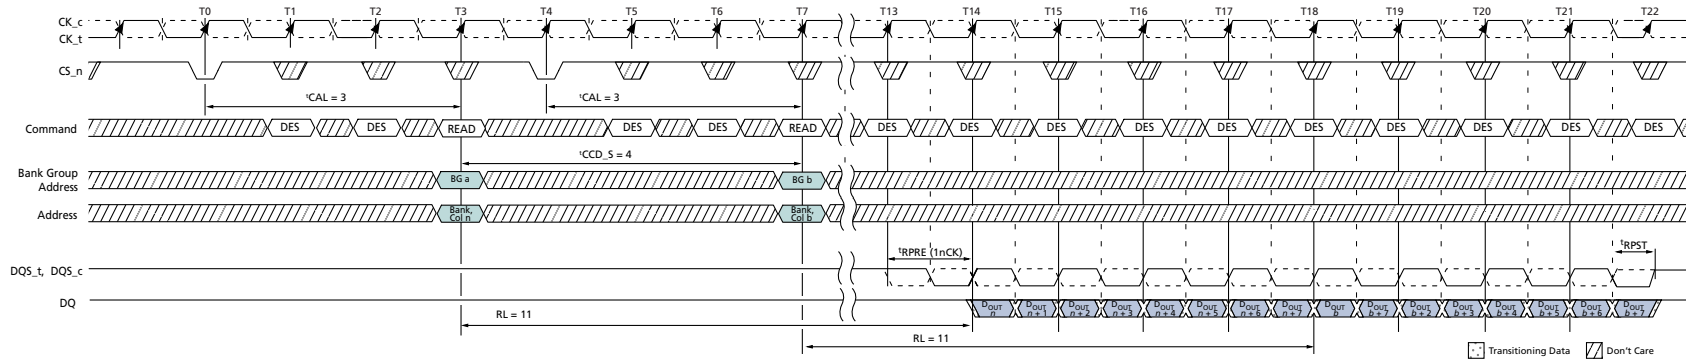 T0 T1 T2 T3 T4 T5 T6 T7 T13 T14 T15 T16 T17 T18 T19 T20 T21 T22
CK_c
CK_t
CS_n
tCAL = 3 tCAL = 3
Command DES DES READ DES DES READ DES DES DES DES DES DES DES DES DES DES
tCCD_S = 4
Bank Group
Address
BG a BG b
Address
Bank, Bank,
Col n Col b
tRPRE (1nCK) tRPST
DQS_t, DQS_c
DQ
DOUT DOUT DOUT DOUT DOUT DOUT DOUT DOUT DOUT DOUT DOUT DOUT DOUT DOUT DOUT DOUT
n n + 1 n + 2 n + 3 n + 4 n + 5 n + 6 n + 7 b b + 7 b + 2 b + 3 b + 4 b + 5 b + 6 b + 7
RL = 11
RL = 11
Transitioning Data Don't Care